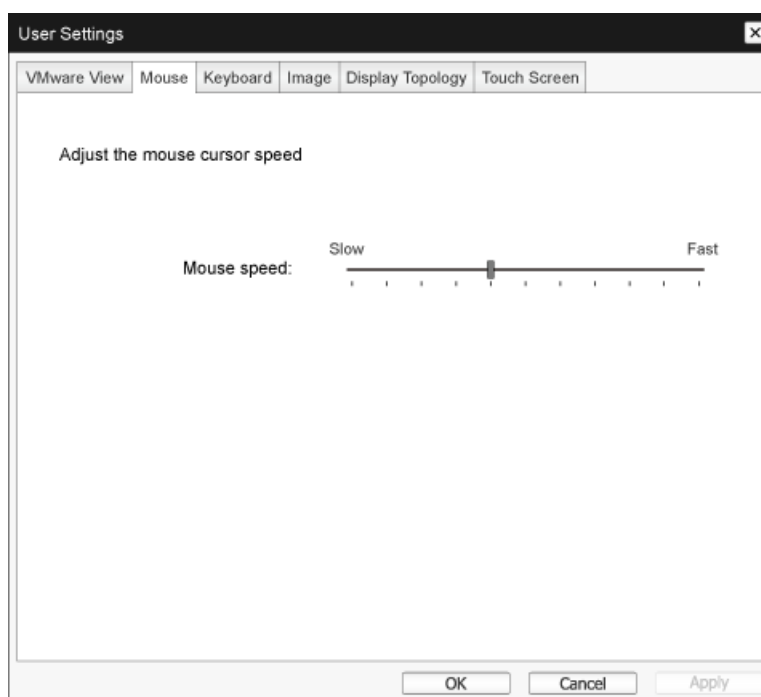 User Settings
VMware View Mouse Keyboard Image Display Topology Touch Screen
Adjust the mouse cursor speed
Slow Fast
Mouse speed:
OK Cancel Apply